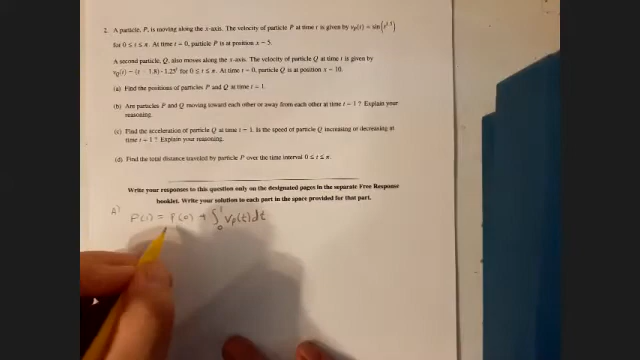 2. A particle, P, is moving along the x-axis. The velocity of particle P at time t is given by vP(t) = sin(t^1.5)
for 0 ≤ t ≤ π. At time t = 0, particle P is at position x = 5.
A second particle, Q, also moves along the x-axis. The velocity of particle Q at time t is given by
vQ(t) = (t − 1.8)·1.25^t for 0 ≤ t ≤ π. At time t = 0, particle Q is at position x = 10.
(a) Find the positions of particles P and Q at time t = 1.
(b) Are particles P and Q moving toward each other or away from each other at time t = 1? Explain your
reasoning.
(c) Find the acceleration of particle Q at time t = 1. Is the speed of particle Q increasing or decreasing at
time t = 1? Explain your reasoning.
(d) Find the total distance traveled by particle P over the time interval 0 ≤ t ≤ π.
Write your responses to this question only on the designated pages in the separate Free Response
booklet. Write your solution to each part in the space provided for that part.
A) P(1) = P(0) + ∫₀¹ vP(t)dt